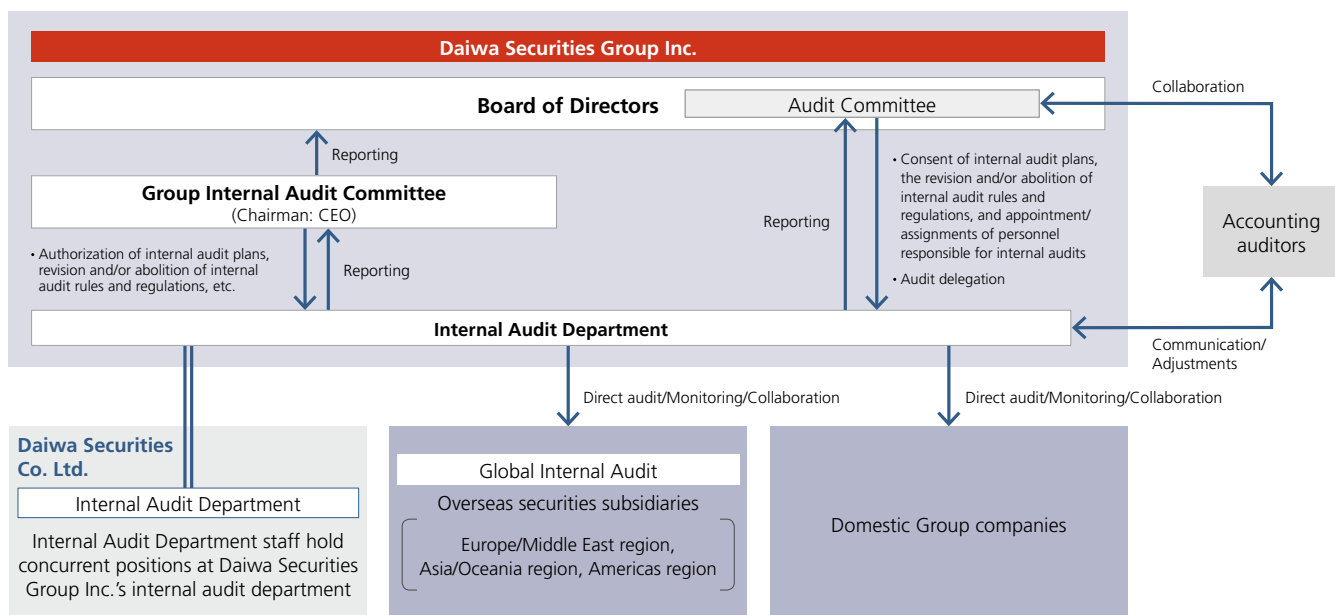 Daiwa Securities Group Inc.
Board of Directors
Audit Committee
Collaboration
Reporting
Group Internal Audit Committee
(Chairman: CEO)
• Authorization of internal audit plans,
revision and/or abolition of internal
audit rules and regulations, etc.
Reporting
Reporting
• Consent of internal audit plans,
the revision and/or abolition of
internal audit rules and
regulations, and appointment/
assignments of personnel
responsible for internal audits
• Audit delegation
Accounting
auditors
Internal Audit Department
Communication/
Adjustments
Direct audit/Monitoring/Collaboration
Direct audit/Monitoring/Collaboration
Daiwa Securities
Co. Ltd.
Internal Audit Department
Internal Audit Department staff hold
concurrent positions at Daiwa Securities
Group Inc.'s internal audit department
Global Internal Audit
Overseas securities subsidiaries
Europe/Middle East region,
Asia/Oceania region, Americas region
Domestic Group companies